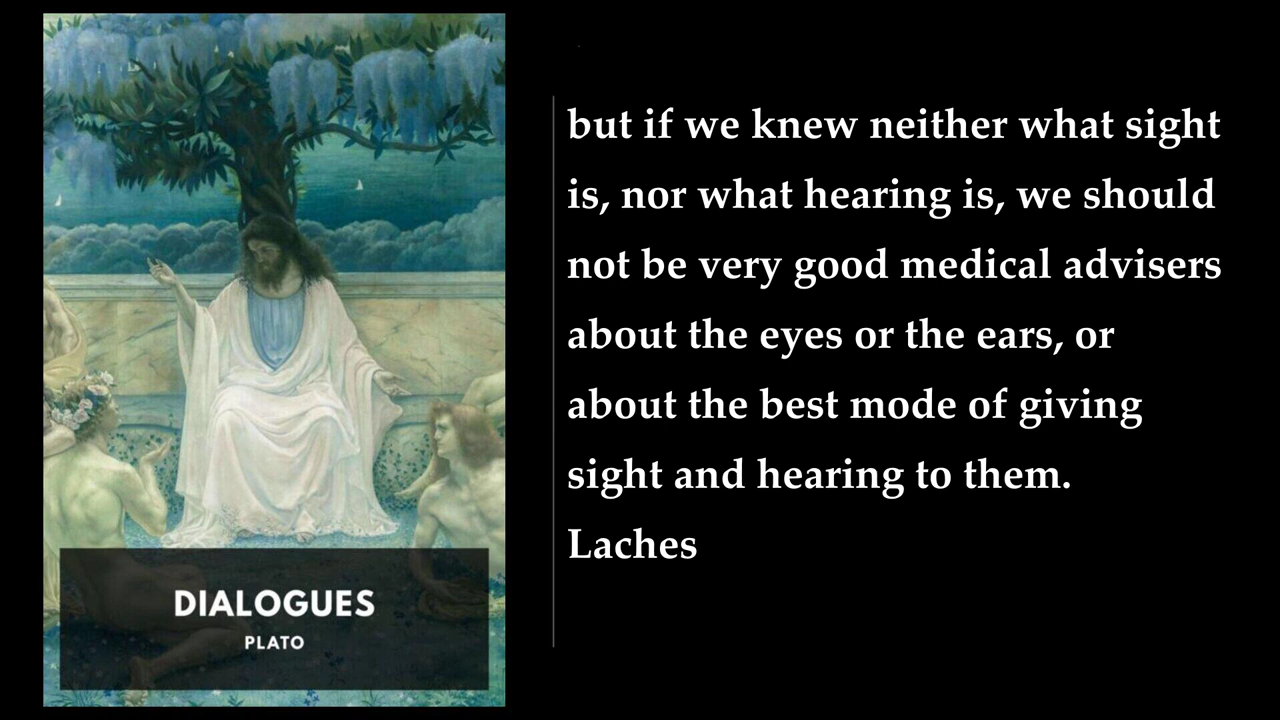 DIALOGUES
PLATO
but if we knew neither what sight
is, nor what hearing is, we should
not be very good medical advisers
about the eyes or the ears, or
about the best mode of giving
sight and hearing to them.
Laches